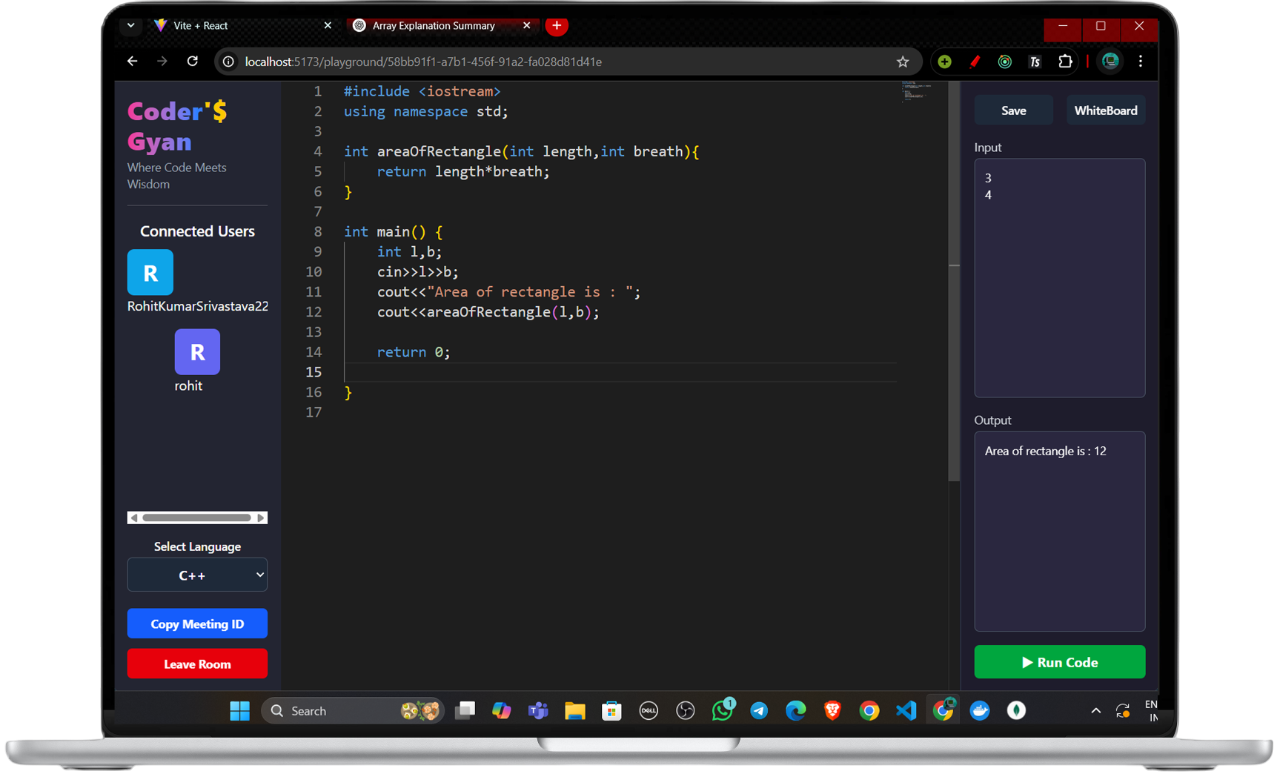 Vite + React
Array Explanation Summary
localhost:5173/playground/58bb91f1-a7b1-456f-91a2-fa028d81d41e
Ts
Coder'$
Gyan
Where Code Meets
Wisdom
Connected Users
R
RohitKumarSrivastava22
R
rohit
Select Language
C++
Copy Meeting ID
Leave Room
1 #include <iostream>
2 using namespace std;
3
4 int areaOfRectangle(int length,int breath){
5 return length*breath;
6 }
7
8 int main() {
9 int l,b;
10 cin>>l>>b;
11 cout<<"Area of rectangle is : ";
12 cout<<areaOfRectangle(l,b);
13
14 return 0;
15
16 }
17
Save
WhiteBoard
Input
3
4
Output
Area of rectangle is : 12
Run Code
Search
DELL
1
EN
IN